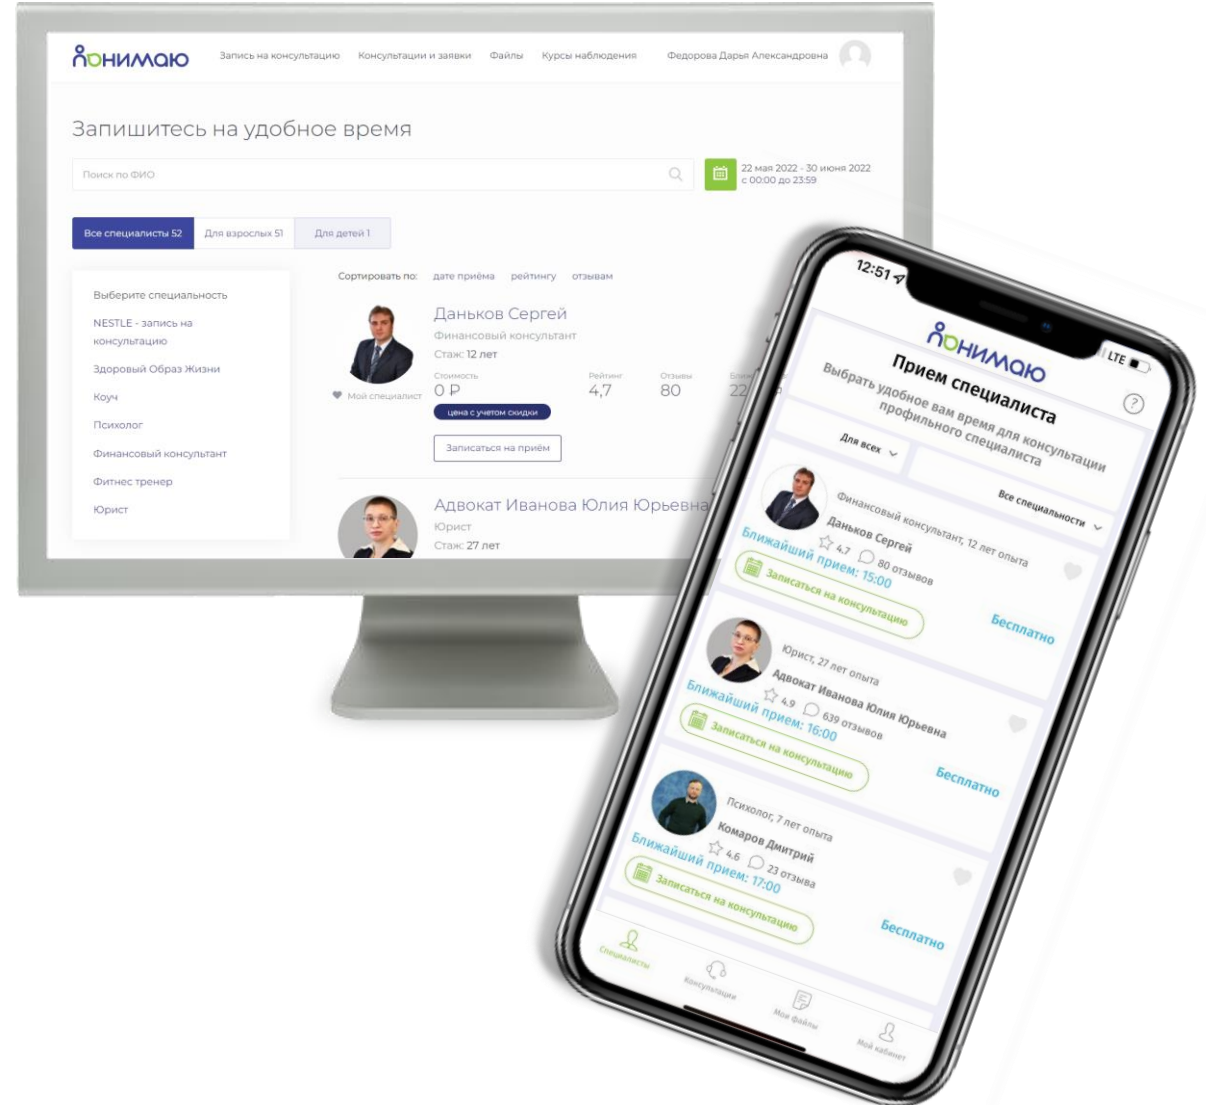 понимаю
Запись на консультацию Консультации и заявки Файлы Курсы наблюдения Федорова Дарья Александровна
Запишитесь на удобное время
Поиск по ФИО
22 мая 2022 - 30 июня 2022
с 00:00 до 23:59
Все специалисты 52 Для взрослых 51 Для детей 1
Выберите специальность
NESTLE - запись на
консультацию
Здоровый Образ Жизни
Коуч
Психолог
Финансовый консультант
Фитнес тренер
Юрист
Сортировать по: дате приёма рейтингу отзывам
Даньков Сергей
Финансовый консультант
Стаж: 12 лет
Стоимость Рейтинг Отзывы
0 ₽ 4,7 80 22
Мой специалист
цена с учетом скидки
Записаться на приём
Адвокат Иванова Юлия Юрьевна
Юрист
Стаж: 27 лет
12:51
LTE
понимаю
Прием специалиста
?
Выбрать удобное вам время для консультации
профильного специалиста
Для всех
Все специальности
Финансовый консультант, 12 лет опыта
Даньков Сергей
4.7 80 отзывов
Ближайший прием: 15:00
Записаться на консультацию
Бесплатно
Юрист, 27 лет опыта
Адвокат Иванова Юлия Юрьевна
4.9 639 отзывов
Ближайший прием: 16:00
Записаться на консультацию
Бесплатно
Психолог, 7 лет опыта
Комаров Дмитрий
4.6 23 отзыва
Ближайший прием: 17:00
Записаться на консультацию
Бесплатно
Специалисты
Консультации
Мои файлы
Мой кабинет